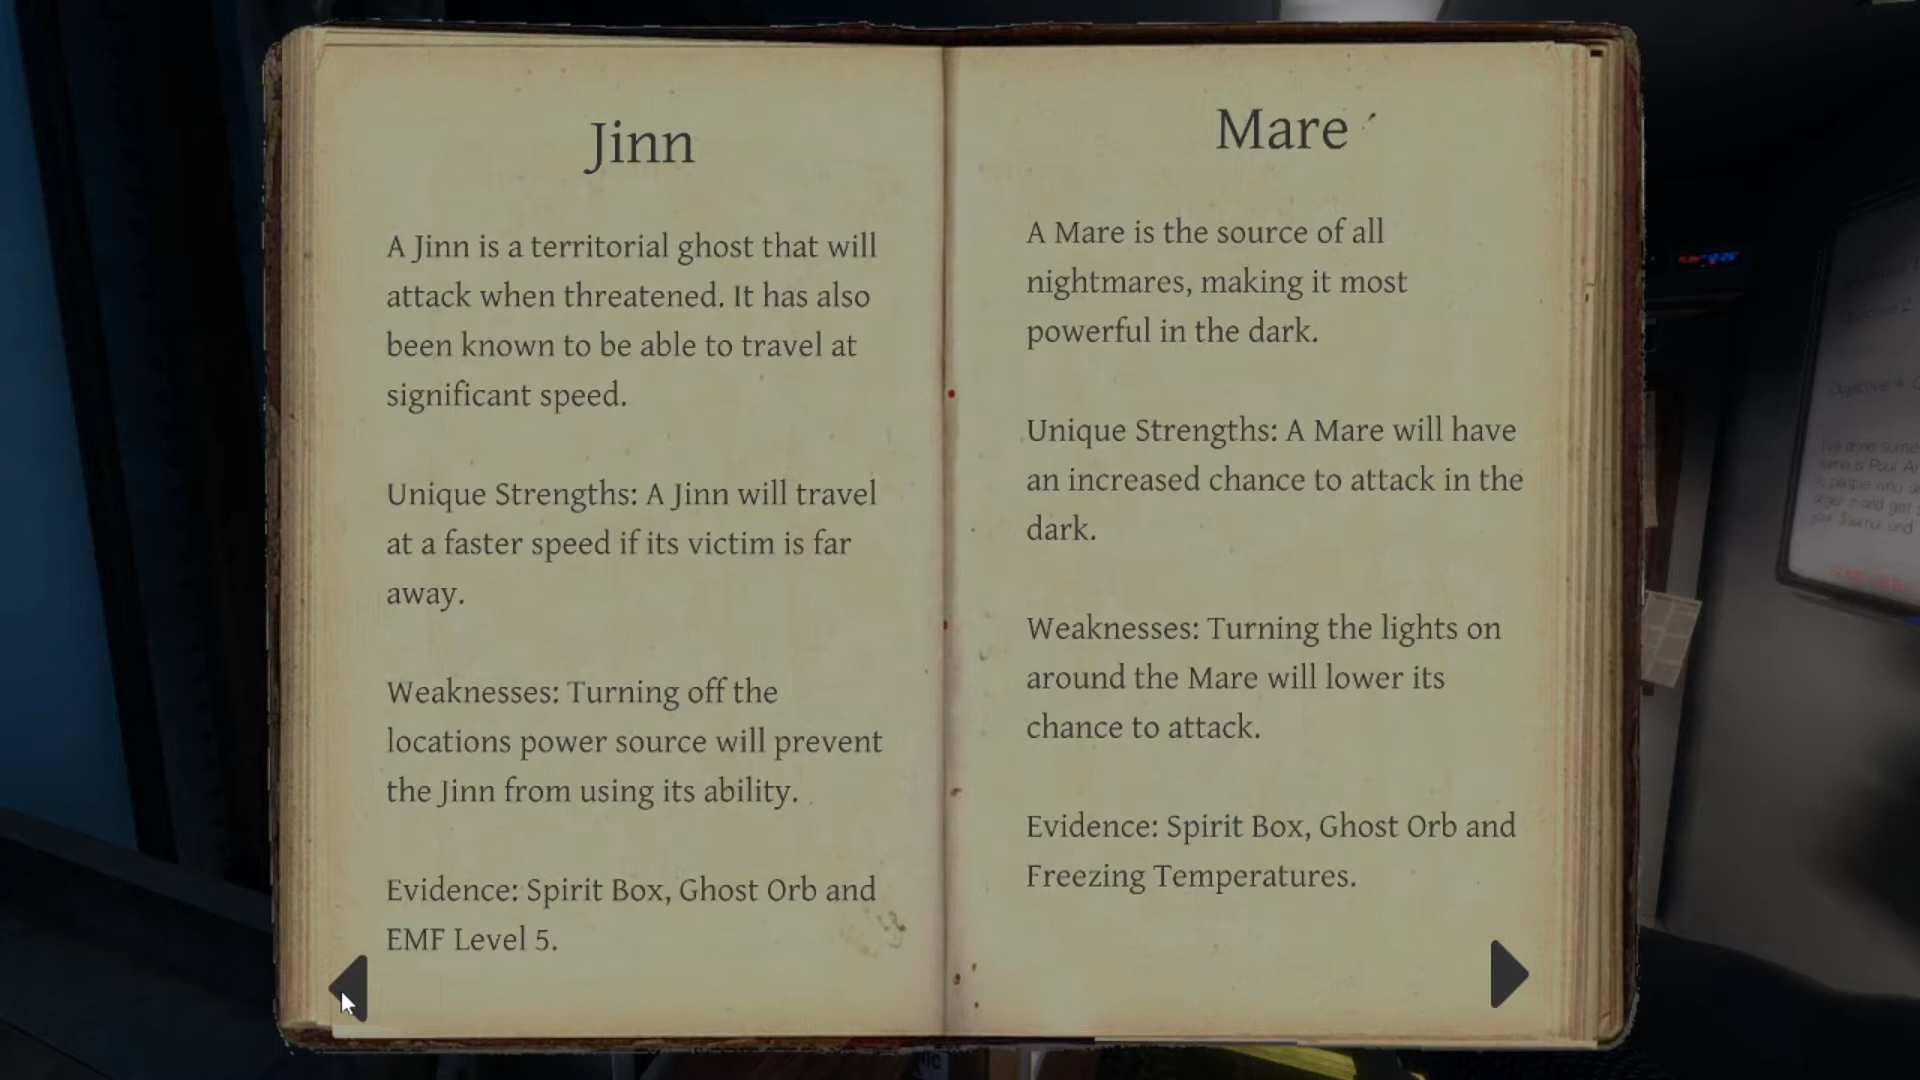 Jinn
A Jinn is a territorial ghost that will
attack when threatened. It has also
been known to be able to travel at
significant speed.
Unique Strengths: A Jinn will travel
at a faster speed if its victim is far
away.
Weaknesses: Turning off the
locations power source will prevent
the Jinn from using its ability.
Evidence: Spirit Box, Ghost Orb and
EMF Level 5.
Mare
A Mare is the source of all
nightmares, making it most
powerful in the dark.
Unique Strengths: A Mare will have
an increased chance to attack in the
dark.
Weaknesses: Turning the lights on
around the Mare will lower its
chance to attack.
Evidence: Spirit Box, Ghost Orb and
Freezing Temperatures.